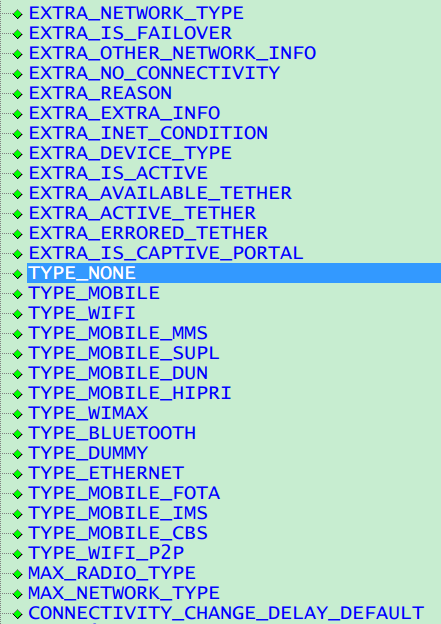 EXTRA_NETWORK_TYPE
EXTRA_IS_FAILOVER
EXTRA_OTHER_NETWORK_INFO
EXTRA_NO_CONNECTIVITY
EXTRA_REASON
EXTRA_EXTRA_INFO
EXTRA_INET_CONDITION
EXTRA_DEVICE_TYPE
EXTRA_IS_ACTIVE
EXTRA_AVAILABLE_TETHER
EXTRA_ACTIVE_TETHER
EXTRA_ERRORED_TETHER
EXTRA_IS_CAPTIVE_PORTAL
TYPE_NONE
TYPE_MOBILE
TYPE_WIFI
TYPE_MOBILE_MMS
TYPE_MOBILE_SUPL
TYPE_MOBILE_DUN
TYPE_MOBILE_HIPRI
TYPE_WIMAX
TYPE_BLUETOOTH
TYPE_DUMMY
TYPE_ETHERNET
TYPE_MOBILE_FOTA
TYPE_MOBILE_IMS
TYPE_MOBILE_CBS
TYPE_WIFI_P2P
MAX_RADIO_TYPE
MAX_NETWORK_TYPE
CONNECTIVITY_CHANGE_DELAY_DEFAULT